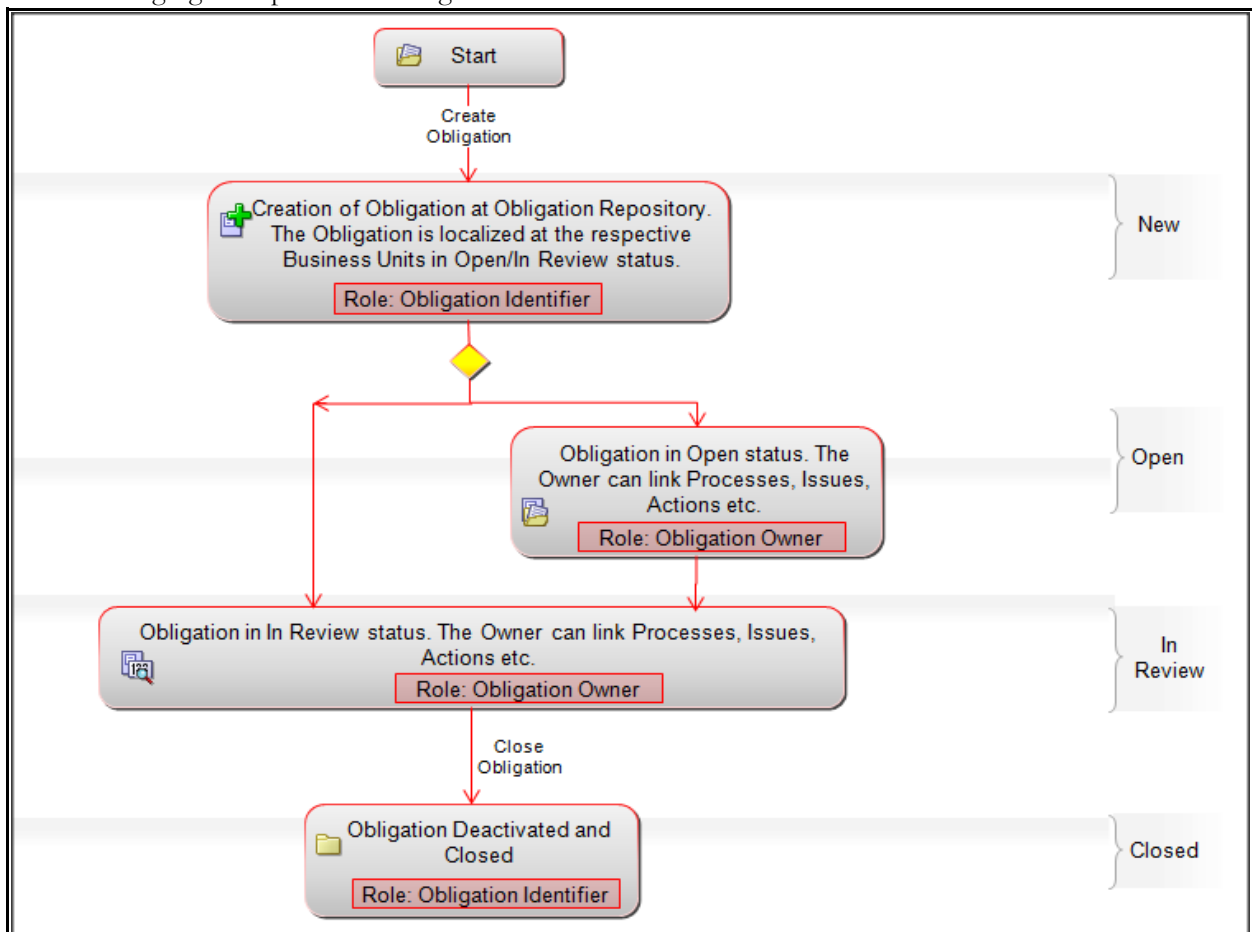 Start
Create
Obligation
Creation of Obligation at Obligation Repository.
The Obligation is localized at the respective
Business Units in Open/In Review status.
Role: Obligation Identifier
New
Obligation in Open status. The
Owner can link Processes, Issues,
Actions etc.
Role: Obligation Owner
Open
Obligation in In Review status. The Owner can link Processes, Issues,
Actions etc.
Role: Obligation Owner
In
Review
Close
Obligation
Obligation Deactivated and
Closed
Role: Obligation Identifier
Closed